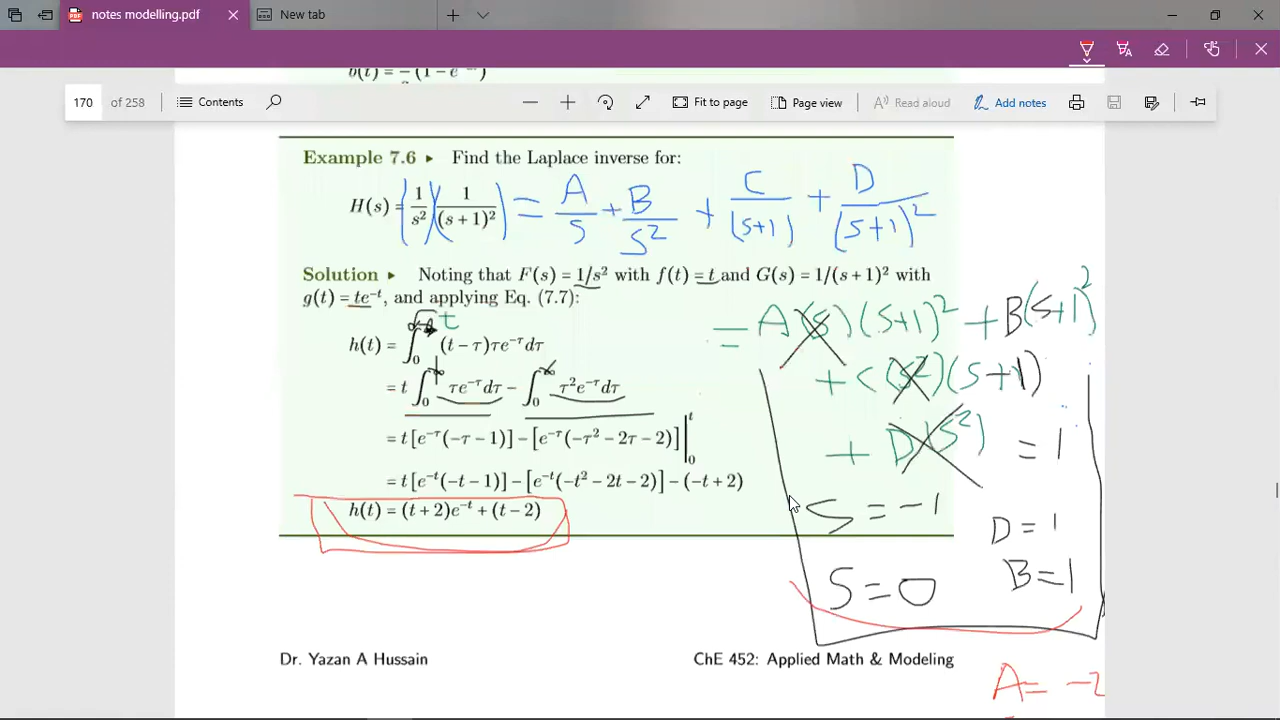 notes modelling.pdf
New tab
170 of 258
Contents
Fit to page
Page view
Read aloud
Add notes
Example 7.6 ▸ Find the Laplace inverse for:
H(s) = (1/s²)(1/(s+1)²) = A/s + B/s² + C/(s+1) + D/(s+1)²
Solution ▸ Noting that F(s) = 1/s² with f(t) = t and G(s) = 1/(s+1)² with
g(t) = te⁻ᵗ, and applying Eq. (7.7):
h(t) = ∫₀ᵗ (t − τ)τe^{−τ}dτ
= t ∫₀ᵗ τe^{−τ}dτ − ∫₀ τ²e^{−τ}dτ
= t[e^{−τ}(−τ − 1)] − [e^{−τ}(−τ² − 2τ − 2)]|₀ᵗ
= t[e^{−t}(−t − 1)] − [e^{−t}(−t² − 2t − 2)] − (−t + 2)
h(t) = (t + 2)e^{−t} + (t − 2)
= A(s)(s+1)² + B(s+1)²
+ C(s²)(s+1)
+ D(s²) = 1
S = −1
D = 1
S = 0
B = 1
A = −2
Dr. Yazan A Hussain
ChE 452: Applied Math & Modeling